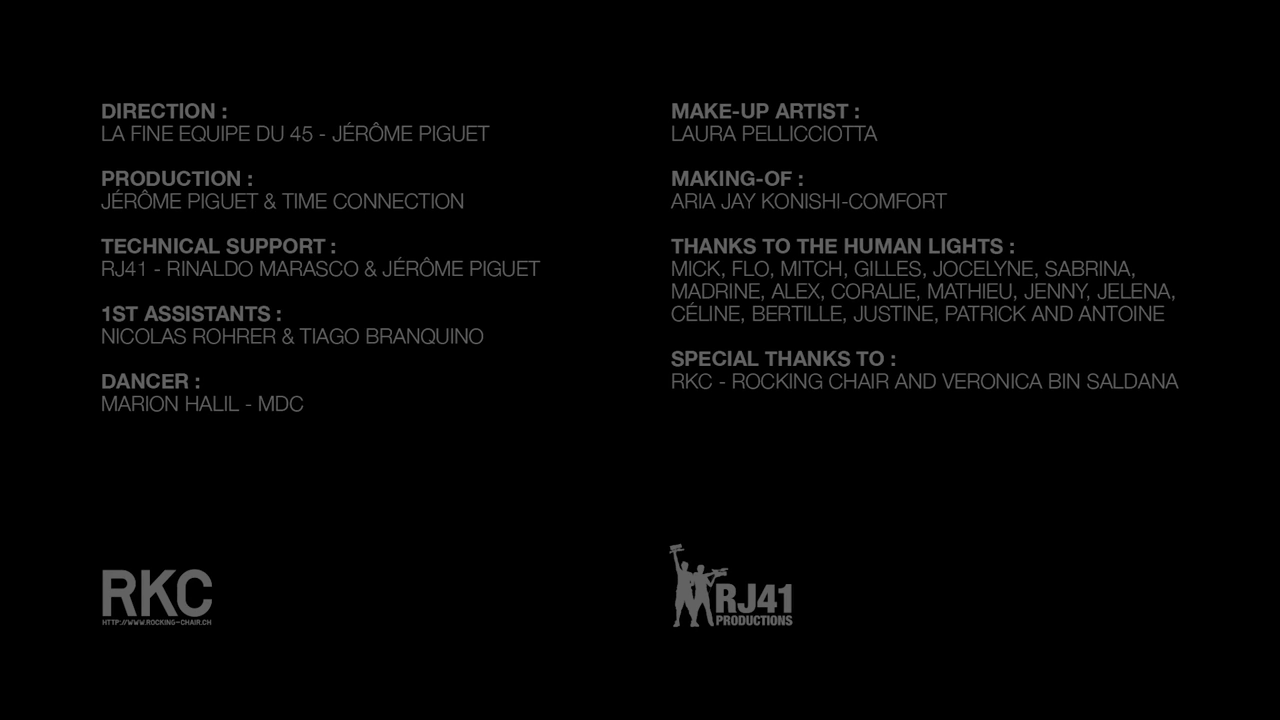 DIRECTION :
LA FINE EQUIPE DU 45 - JÉRÔME PIGUET
PRODUCTION :
JÉRÔME PIGUET & TIME CONNECTION
TECHNICAL SUPPORT :
RJ41 - RINALDO MARASCO & JÉRÔME PIGUET
1ST ASSISTANTS :
NICOLAS ROHRER & TIAGO BRANQUINO
DANCER :
MARION HALIL - MDC
MAKE-UP ARTIST :
LAURA PELLICCIOTTA
MAKING-OF :
ARIA JAY KONISHI-COMFORT
THANKS TO THE HUMAN LIGHTS :
MICK, FLO, MITCH, GILLES, JOCELYNE, SABRINA,
MADRINE, ALEX, CORALIE, MATHIEU, JENNY, JELENA,
CÉLINE, BERTILLE, JUSTINE, PATRICK AND ANTOINE
SPECIAL THANKS TO :
RKC - ROCKING CHAIR AND VERONICA BIN SALDANA
RKC
HTTP://WWW.ROCKING-CHAIR.CH
RJ41
PRODUCTIONS